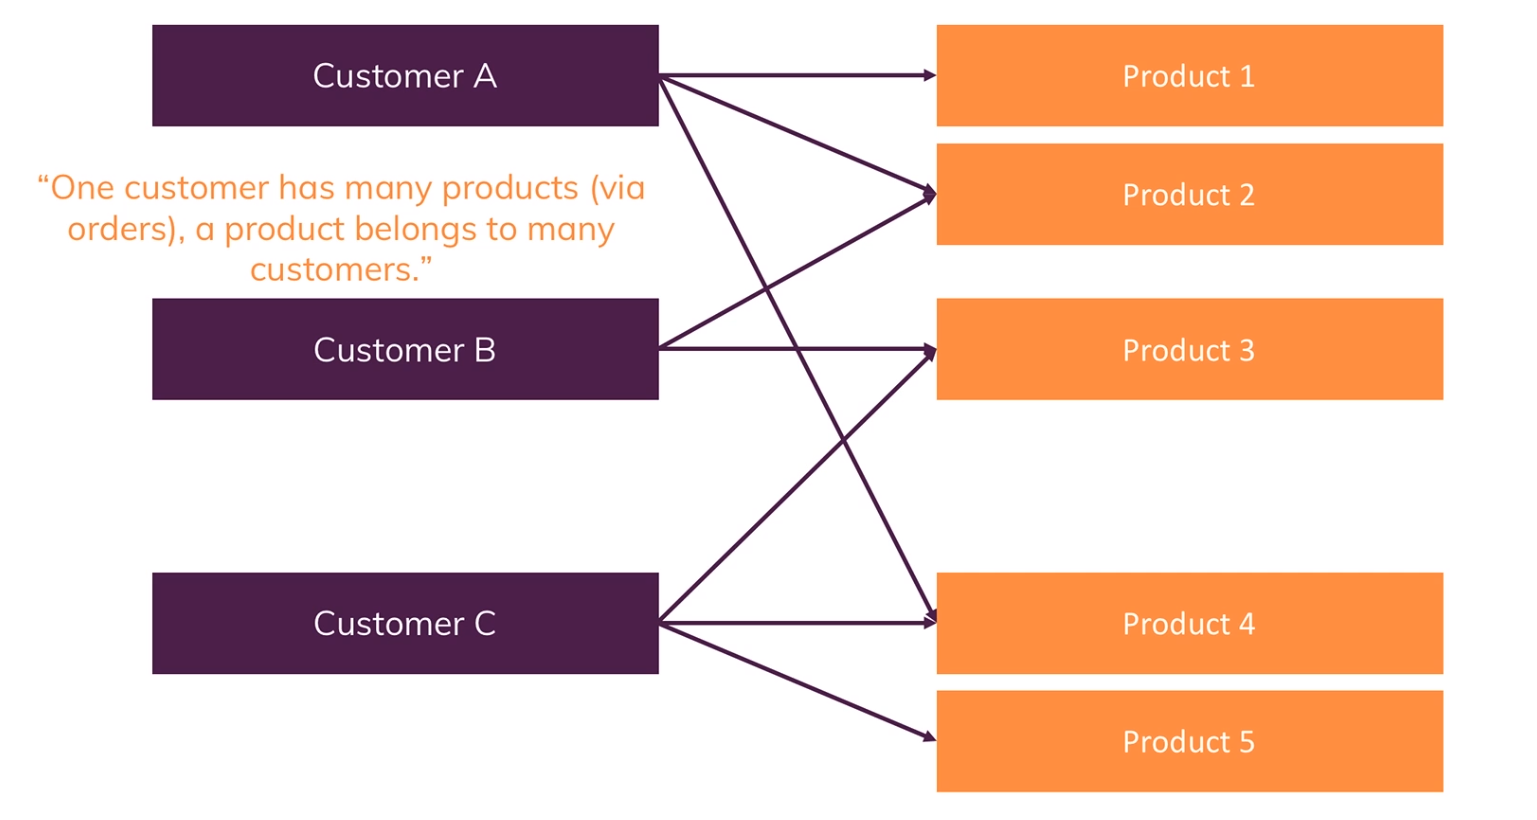 Customer A
Product 1
“One customer has many products (via
orders), a product belongs to many
customers.”
Product 2
Customer B
Product 3
Customer C
Product 4
Product 5